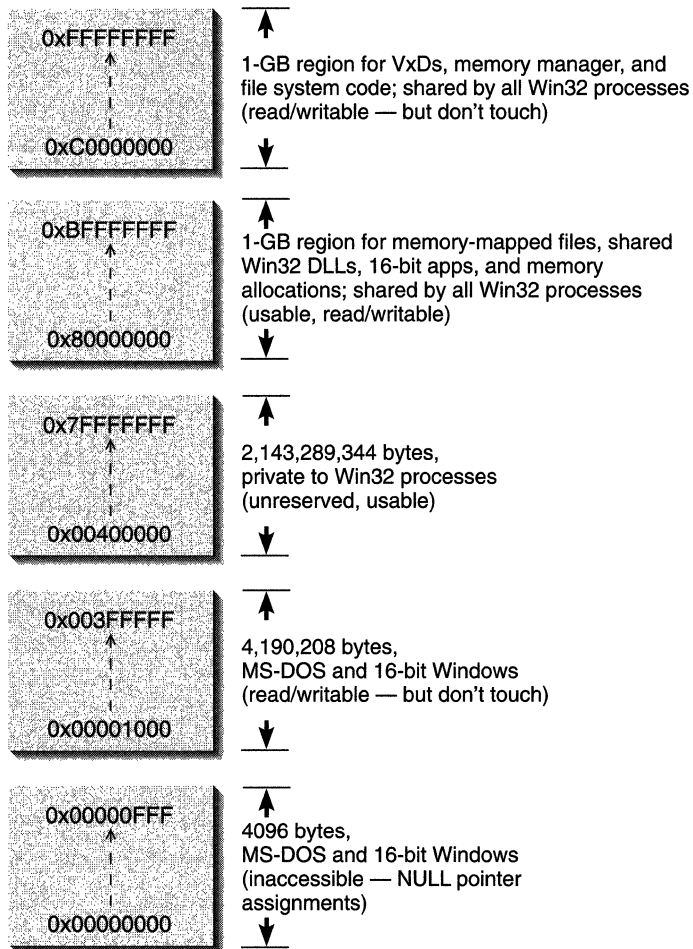 0xFFFFFFFF
0xC0000000
1-GB region for VxDs, memory manager, and
file system code; shared by all Win32 processes
(read/writable — but don't touch)
0xBFFFFFFF
0x80000000
1-GB region for memory-mapped files, shared
Win32 DLLs, 16-bit apps, and memory
allocations; shared by all Win32 processes
(usable, read/writable)
0x7FFFFFFF
0x00400000
2,143,289,344 bytes,
private to Win32 processes
(unreserved, usable)
0x003FFFFF
0x00001000
4,190,208 bytes,
MS-DOS and 16-bit Windows
(read/writable — but don't touch)
0x00000FFF
0x00000000
4096 bytes,
MS-DOS and 16-bit Windows
(inaccessible — NULL pointer
assignments)